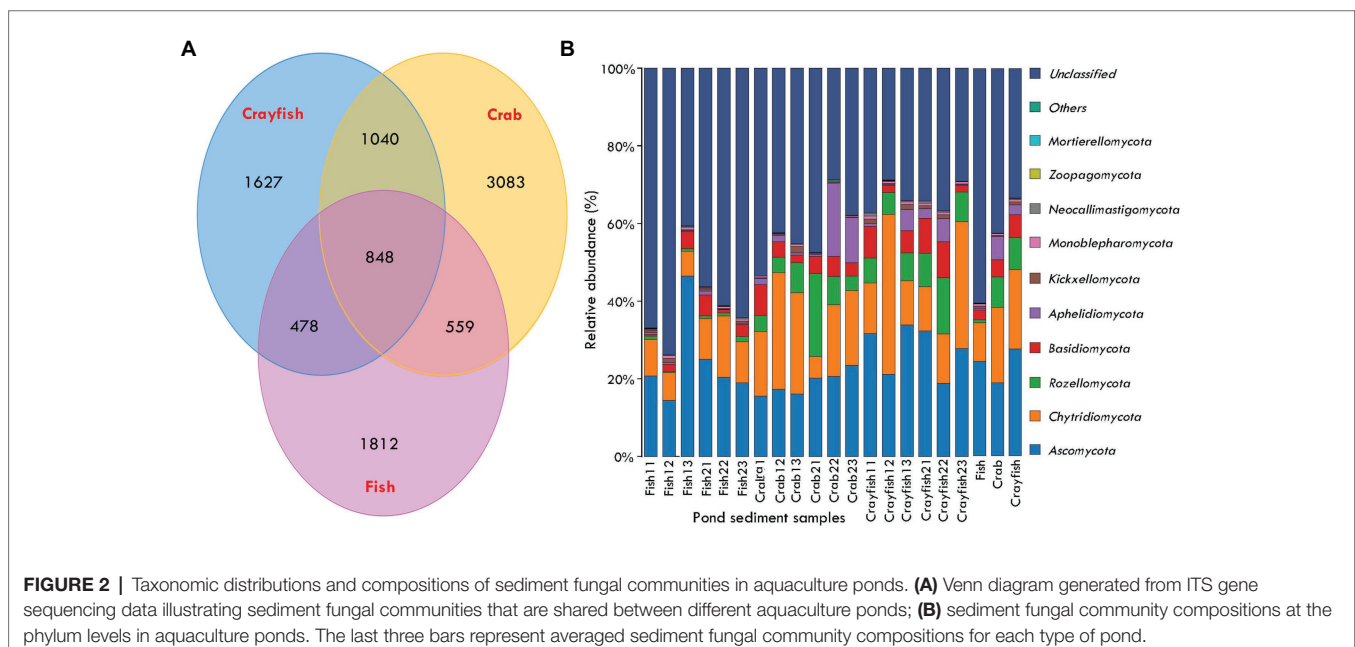 A
Crayfish
Crab
1040
1627
3083
848
478
559
1812
Fish
B
100%
80%
60%
40%
20%
0%
Relative abundance (%)
Fish11
Fish12
Fish13
Fish21
Fish22
Fish23
Crab12
Crab13
Crab21
Crab22
Crab23
Crayfish11
Crayfish12
Crayfish13
Crayfish21
Crayfish22
Crayfish23
Fish
Crab
Crayfish
Pond sediment samples
Unclassified
Others
Mortierellomycota
Zoopagomycota
Neocallimastigomycota
Monoblepharomycota
Kickxellomycota
Aphelidiomycota
Basidiomycota
Rozellomycota
Chytridiomycota
Ascomycota
FIGURE 2 | Taxonomic distributions and compositions of sediment fungal communities in aquaculture ponds. (A) Venn diagram generated from ITS gene
sequencing data illustrating sediment fungal communities that are shared between different aquaculture ponds; (B) sediment fungal community compositions at the
phylum levels in aquaculture ponds. The last three bars represent averaged sediment fungal community compositions for each type of pond.